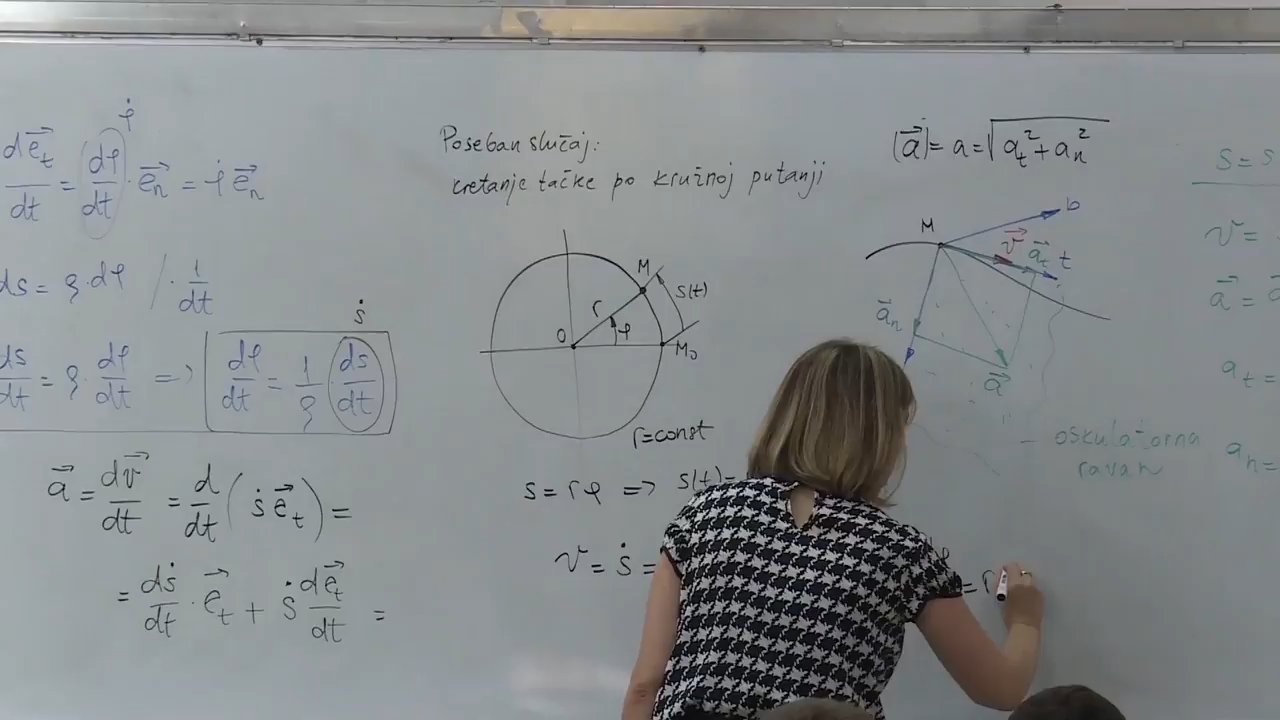 φ̇
de⃗ₜ/dt = dφ/dt · e⃗ₙ = φ̇ e⃗ₙ
ds = ρ·dφ /· 1/dt
ṡ
ds/dt = ρ · dφ/dt => dφ/dt = 1/ρ · ds/dt
a⃗ = dv⃗/dt = d/dt (ṡ e⃗ₜ) =
= dṡ/dt · e⃗ₜ + ṡ de⃗ₜ/dt =
Poseban slučaj:
kretanje tačke po kružnoj putanji
M
s(t)
r
O
φ
M₀
r=const
s = rφ => s(t)=
v = ṡ =
= r
|a⃗| = a = √(aₜ² + aₙ²)
M
b
v⃗
a⃗ₜ
t
a⃗ₙ
a⃗
– oskulatorna
ravan
S = S
v =
a⃗ = a⃗
aₜ =
aₙ =